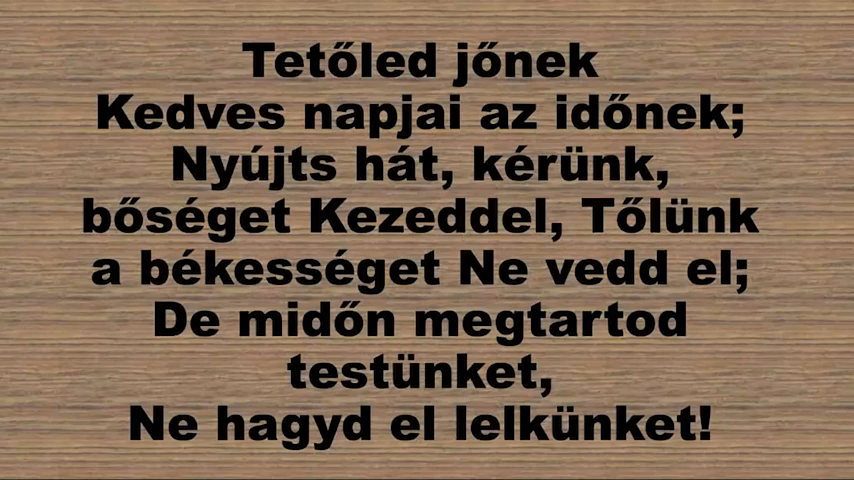 Tetőled jőnek
Kedves napjai az időnek;
Nyújts hát, kérünk,
bőséget Kezeddel, Tőlünk
a békességet Ne vedd el;
De midőn megtartod
testünket,
Ne hagyd el lelkünket!